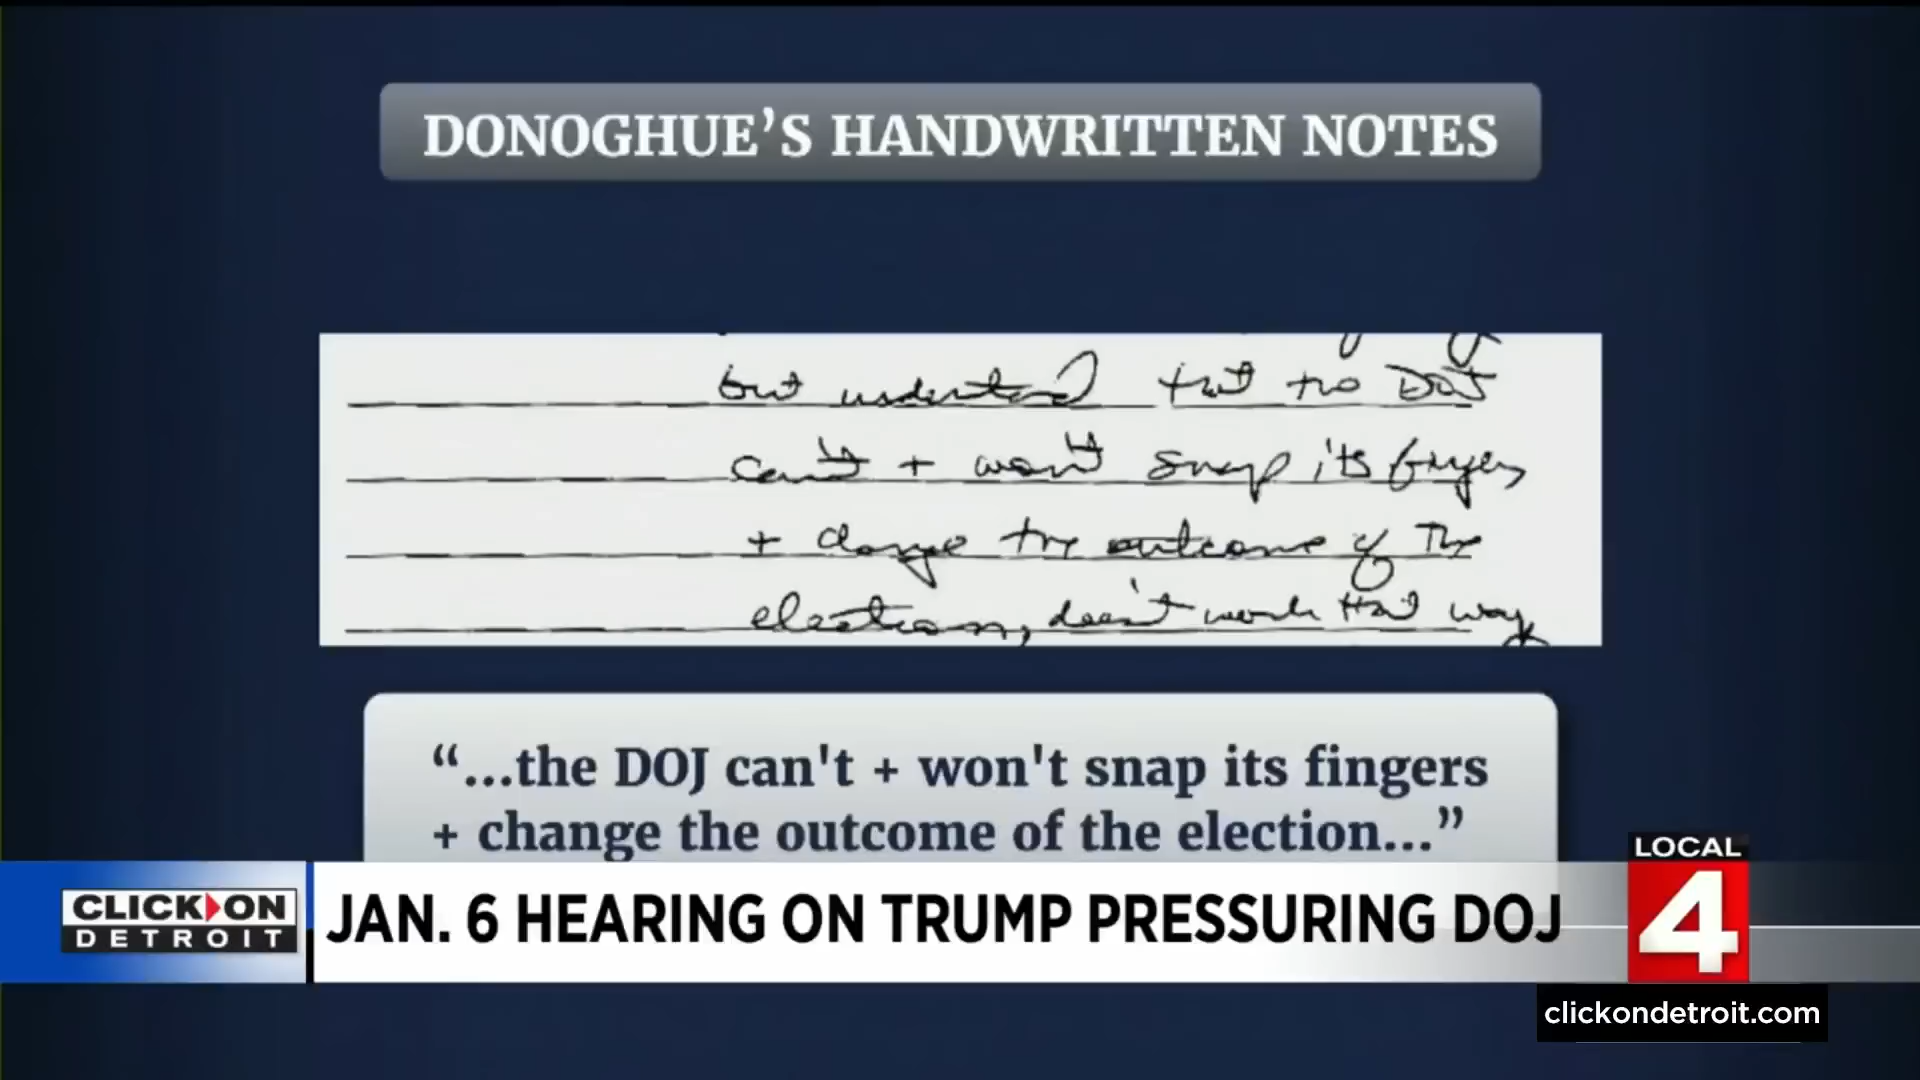 DONOGHUE’S HANDWRITTEN NOTES
but understand that the DOJ
can't + won't snap its fingers
+ change the outcome of the
election, doesn't work that way
“...the DOJ can't + won't snap its fingers
+ change the outcome of the election...”
CLICK ON
DETROIT
JAN. 6 HEARING ON TRUMP PRESSURING DOJ
LOCAL
4
clickondetroit.com